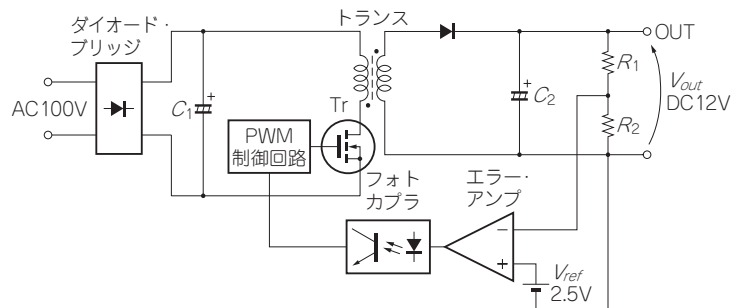 ダイオード・
ブリッジ
トランス
OUT
R1
Vout
DC12V
AC100V
C1
+
Tr
+
C2
R2
PWM
制御回路
フォト
カプラ
エラー・
アンプ
−
+
Vref
2.5V